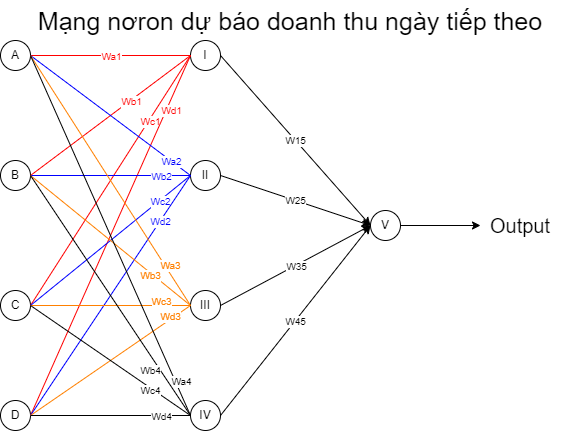 Mạng nơron dự báo doanh thu ngày tiếp theo
A
Wa1
I
Wb1
Wd1
Wc1
W15
Wa2
B
Wb2
II
Wc2
W25
Wd2
V
Output
Wa3
W35
Wb3
C
Wc3
III
Wd3
W45
Wb4
Wa4
Wc4
D
Wd4
IV